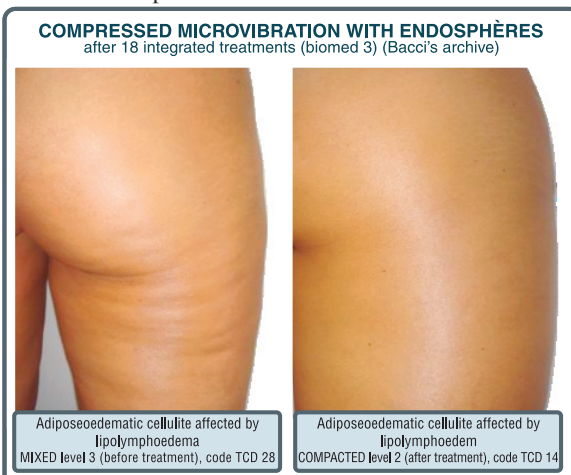 COMPRESSED MICROVIBRATION WITH ENDOSPHÈRES
after 18 integrated treatments (biomed 3) (Bacci's archive)
Adiposeoedematic cellulite affected by
lipolymphoedema
MIXED level 3 (before treatment), code TCD 28
Adiposeoedematic cellulite affected by
lipolymphoedem
COMPACTED level 2 (after treatment), code TCD 14